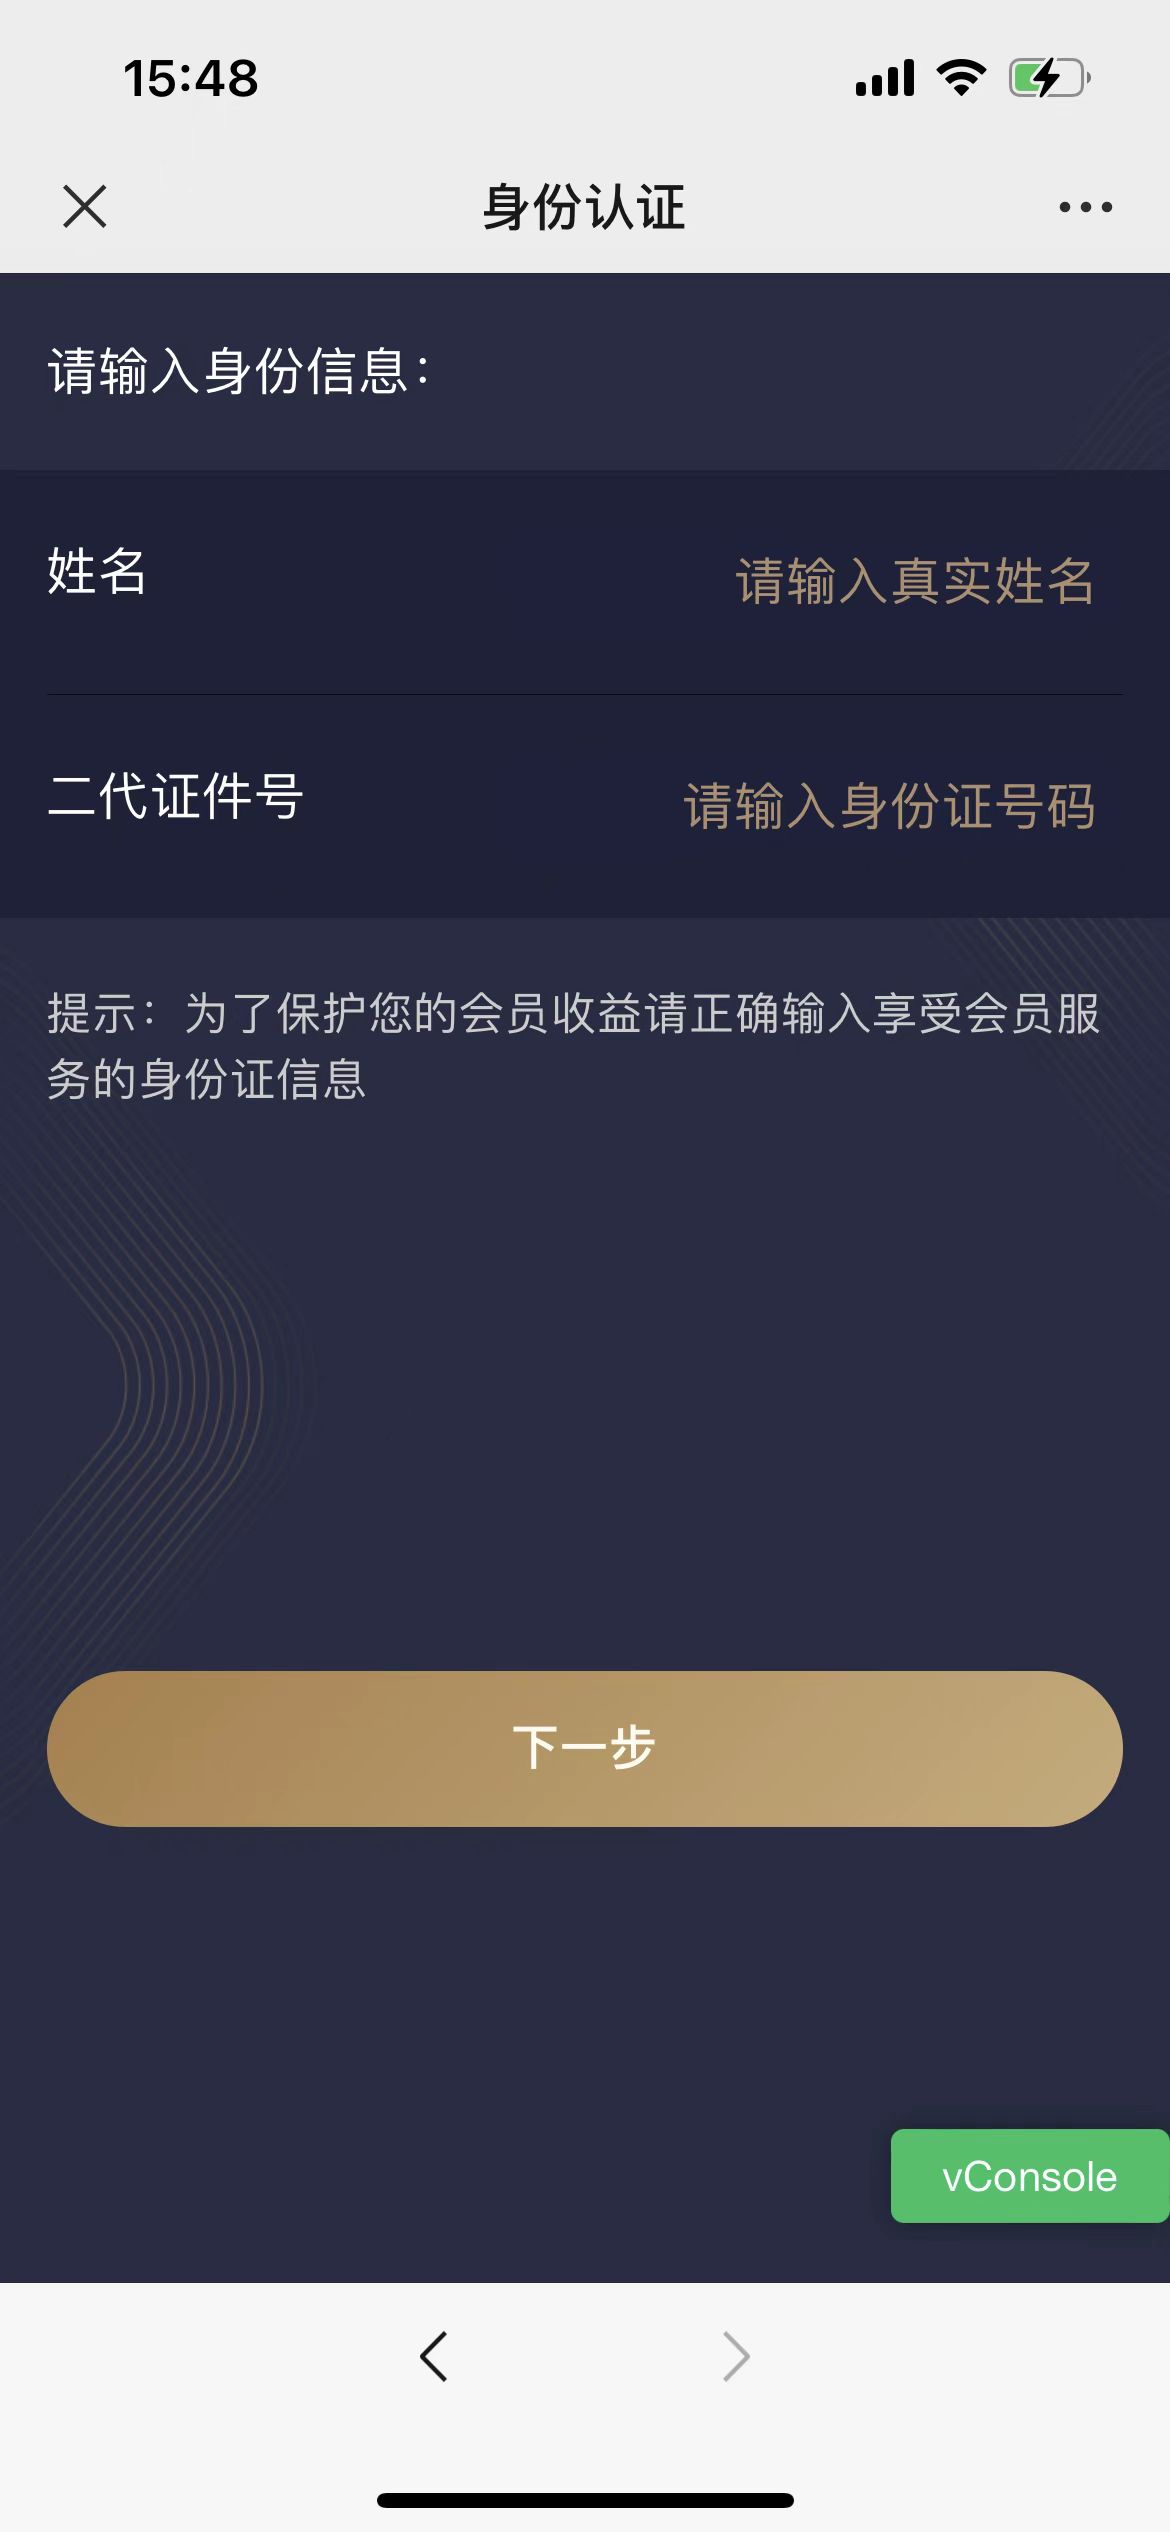 15:48
身份认证
请输入身份信息：
姓名
请输入真实姓名
二代证件号
请输入身份证号码
提示：为了保护您的会员收益请正确输入享受会员服
务的身份证信息
下一步
vConsole